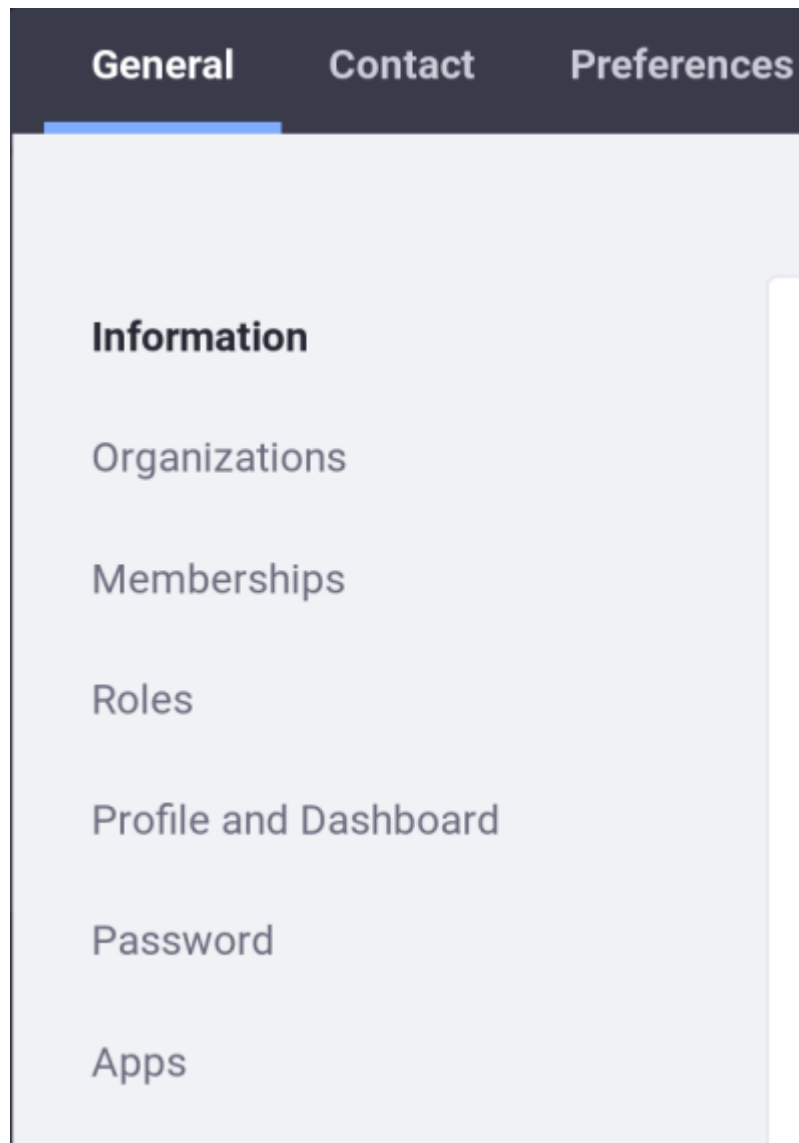 General Contact Preferences
Information
Organizations
Memberships
Roles
Profile and Dashboard
Password
Apps